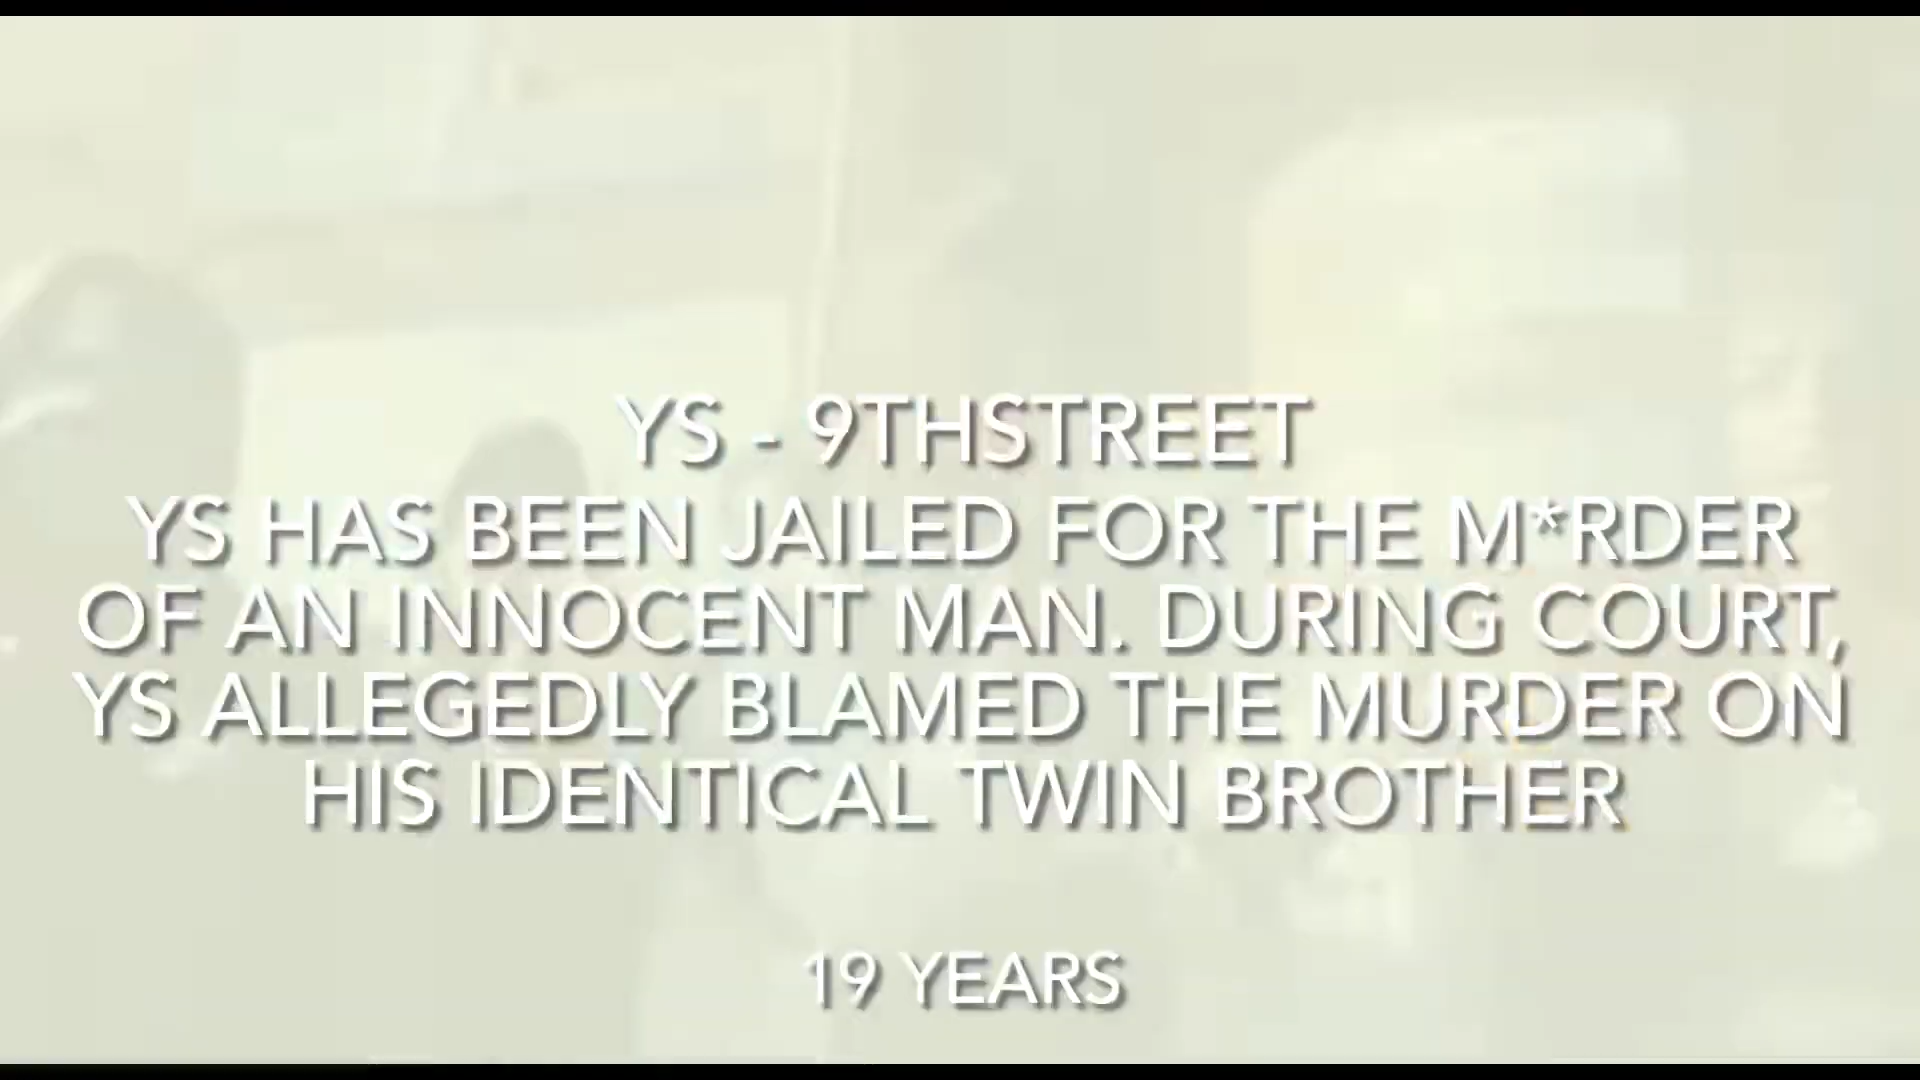 YS - 9THSTREET
YS HAS BEEN JAILED FOR THE M*RDER
OF AN INNOCENT MAN. DURING COURT,
YS ALLEGEDLY BLAMED THE MURDER ON
HIS IDENTICAL TWIN BROTHER
19 YEARS